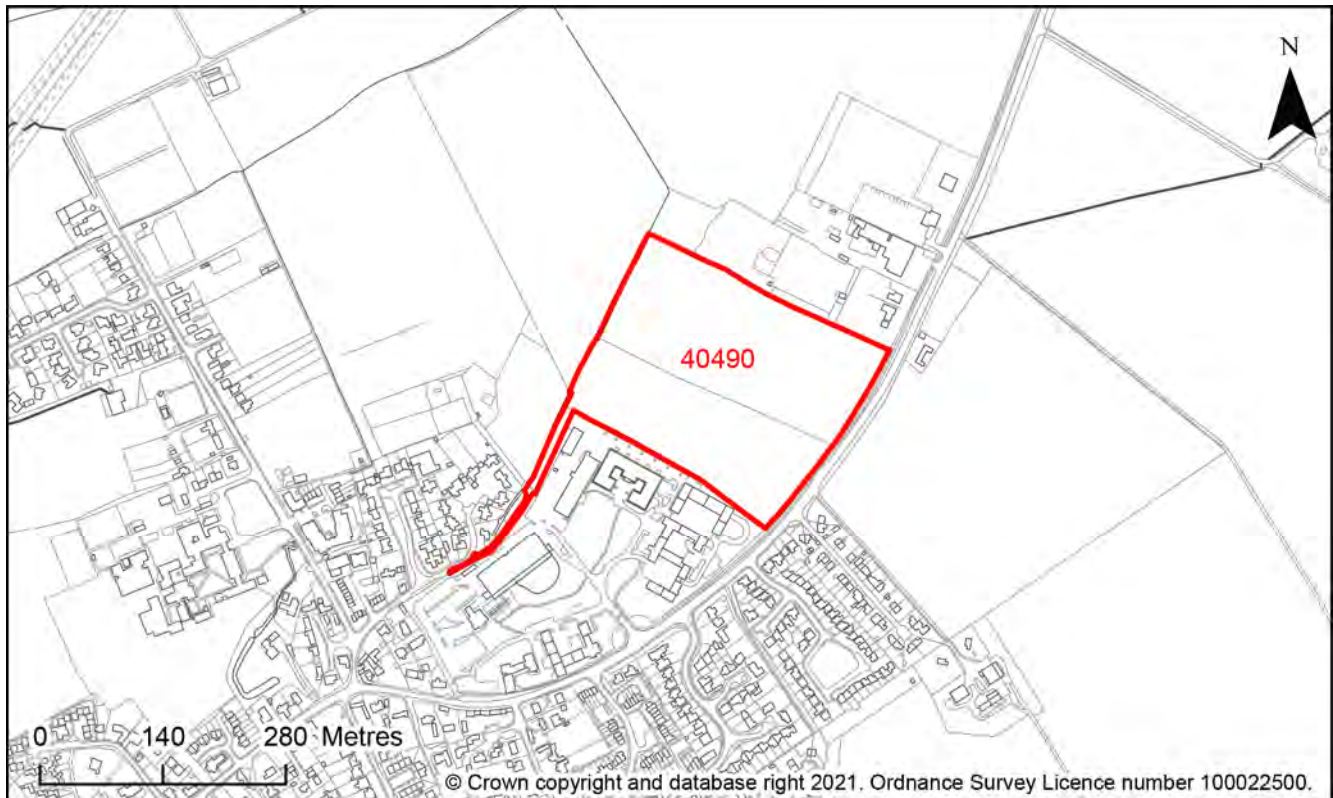 N
40490
0 140 280 Metres
© Crown copyright and database right 2021. Ordnance Survey Licence number 100022500.